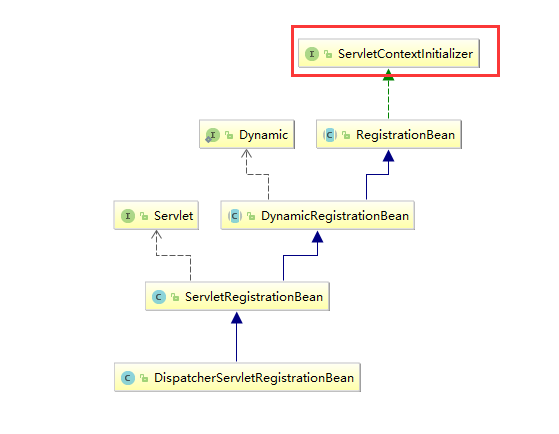 I ServletContextInitializer
I Dynamic
C RegistrationBean
I Servlet
C DynamicRegistrationBean
C ServletRegistrationBean
C DispatcherServletRegistrationBean